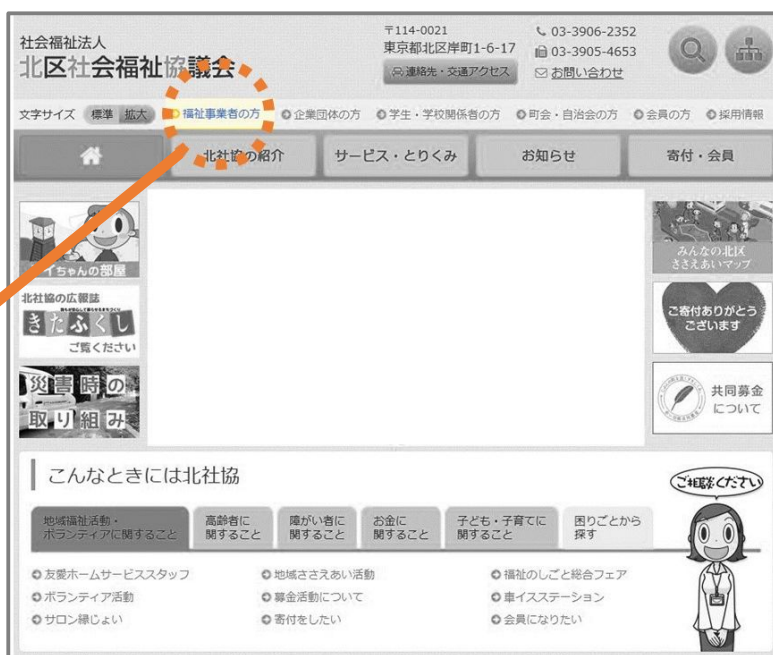 社会福祉法人
北区社会福祉協議会
〒114-0021
東京都北区岸町1-6-17
連絡先・交通アクセス
03-3906-2352
03-3905-4653
お問い合わせ
文字サイズ 標準 拡大
福祉事業者の方 企業団体の方 学生・学校関係者の方 町会・自治会の方 会員の方 採用情報
北社協の紹介 サービス・とりくみ お知らせ 寄付・会員
イちゃんの部屋
北社協の広報誌
きたふくし
ご覧ください
災害時の
取り組み
みんなの北区
ささえあいマップ
ご寄付ありがとう
ございます
共同募金
について
こんなときには北社協
地域福祉活動・
ボランティアに関すること
高齢者に
関すること
障がい者に
関すること
お金に
関すること
子ども・子育てに
関すること
困りごとから
探す
友愛ホームサービススタッフ 地域ささえあい活動 福祉のしごと総合フェア
ボランティア活動 募金活動について 車イスステーション
サロン縁じょい 寄付をしたい 会員になりたい
ご相談ください